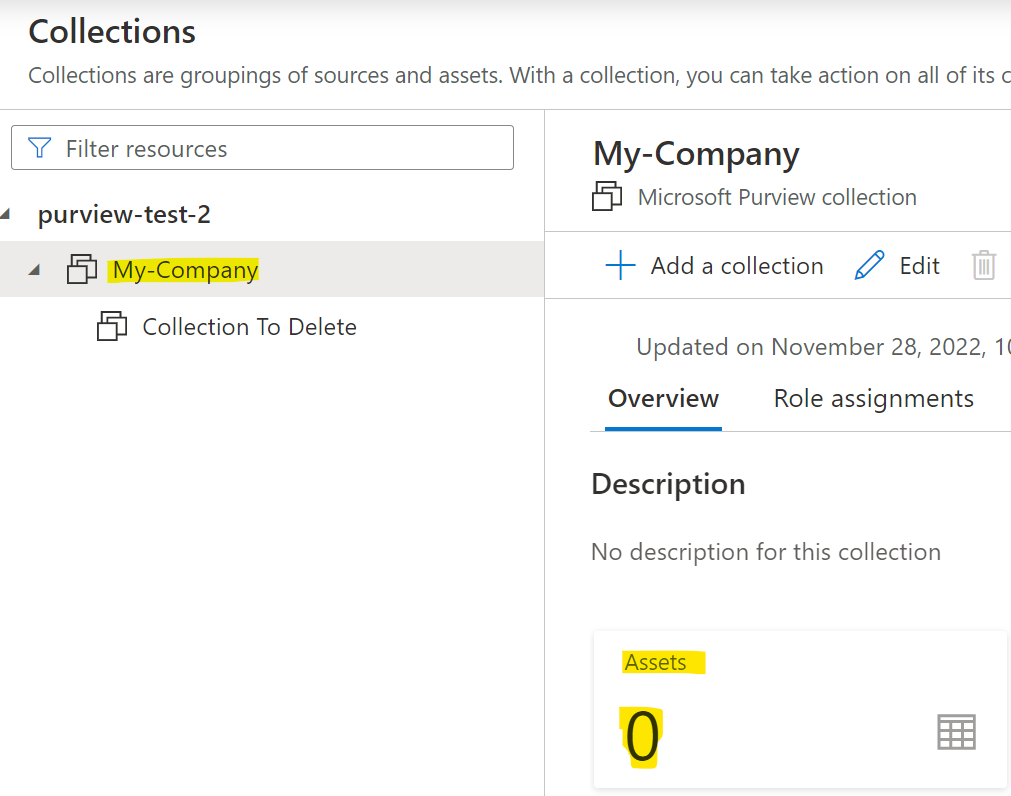 Collections
Collections are groupings of sources and assets. With a collection, you can take action on all of its
Filter resources
purview-test-2
My-Company
Collection To Delete
My-Company
Microsoft Purview collection
Add a collection
Edit
Updated on November 28, 2022,
Overview
Role assignments
Description
No description for this collection
Assets
0